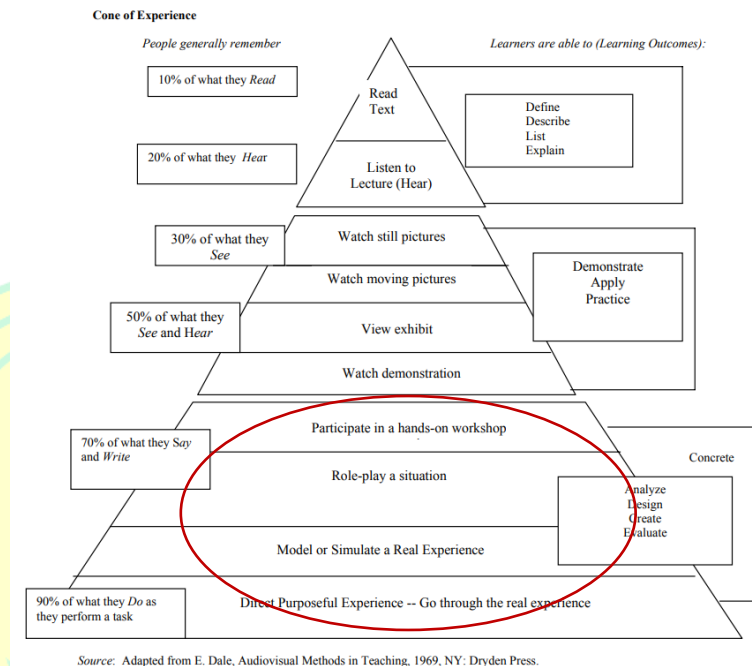 Cone of Experience
People generally remember
Learners are able to (Learning Outcomes):
10% of what they Read
Read
Text
Define
Describe
List
Explain
20% of what they Hear
Listen to
Lecture (Hear)
30% of what they
See
Watch still pictures
Watch moving pictures
Demonstrate
Apply
Practice
50% of what they
See and Hear
View exhibit
Watch demonstration
Participate in a hands-on workshop
70% of what they Say
and Write
Role-play a situation
Concrete
Analyze
Design
Create
Evaluate
Model or Simulate a Real Experience
90% of what they Do as
they perform a task
Direct Purposeful Experience -- Go through the real experience
Source: Adapted from E. Dale, Audiovisual Methods in Teaching, 1969, NY: Dryden Press.